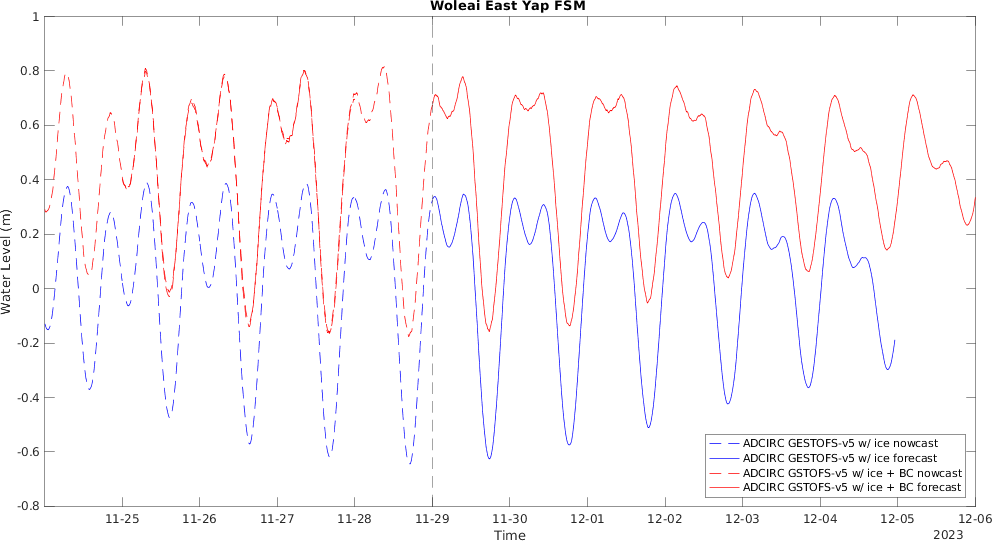 Woleai East Yap FSM
1
0.8
0.6
0.4
0.2
0
-0.2
-0.4
-0.6
-0.8
Water Level (m)
11-25 11-26 11-27 11-28 11-29 11-30 12-01 12-02 12-03 12-04 12-05 12-06
Time
2023
ADCIRC GESTOFS-v5 w/ ice nowcast
ADCIRC GESTOFS-v5 w/ ice forecast
ADCIRC GSTOFS-v5 w/ ice + BC nowcast
ADCIRC GSTOFS-v5 w/ ice + BC forecast